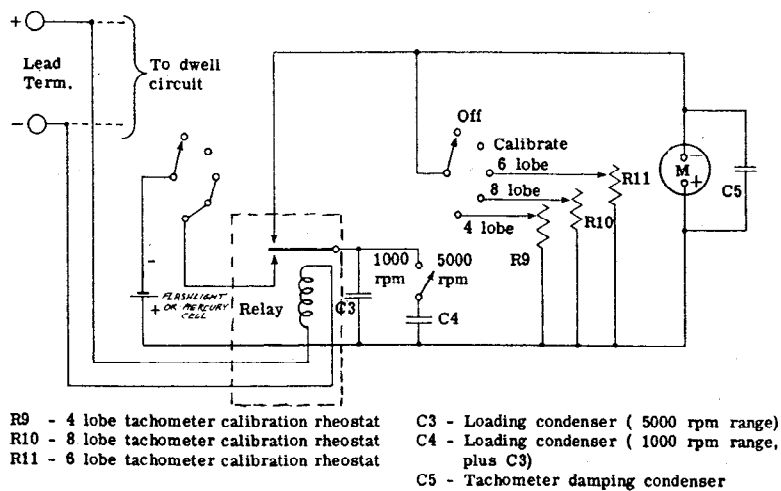 +
Lead
Term.
To dwell
circuit
-
Off
Calibrate
6 lobe
8 lobe
4 lobe
R11
R10
R9
-
M
+
C5
-
+ FLASHLIGHT
OR MERCURY
CELL
Relay
1000
rpm
5000
rpm
C3
C4
R9 - 4 lobe tachometer calibration rheostat
R10 - 8 lobe tachometer calibration rheostat
R11 - 6 lobe tachometer calibration rheostat
C3 - Loading condenser ( 5000 rpm range)
C4 - Loading condenser ( 1000 rpm range,
plus C3)
C5 - Tachometer damping condenser